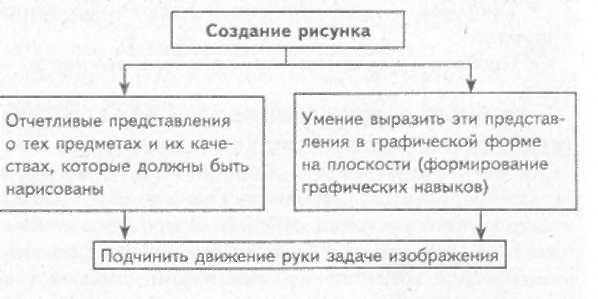 Создание рисунка
Отчетливые представления
о тех предметах и их каче-
ствах, которые должны быть
нарисованы
Умение выразить эти представ-
ления в графической форме
на плоскости (формирование
графических навыков)
Подчинить движение руки задаче изображения